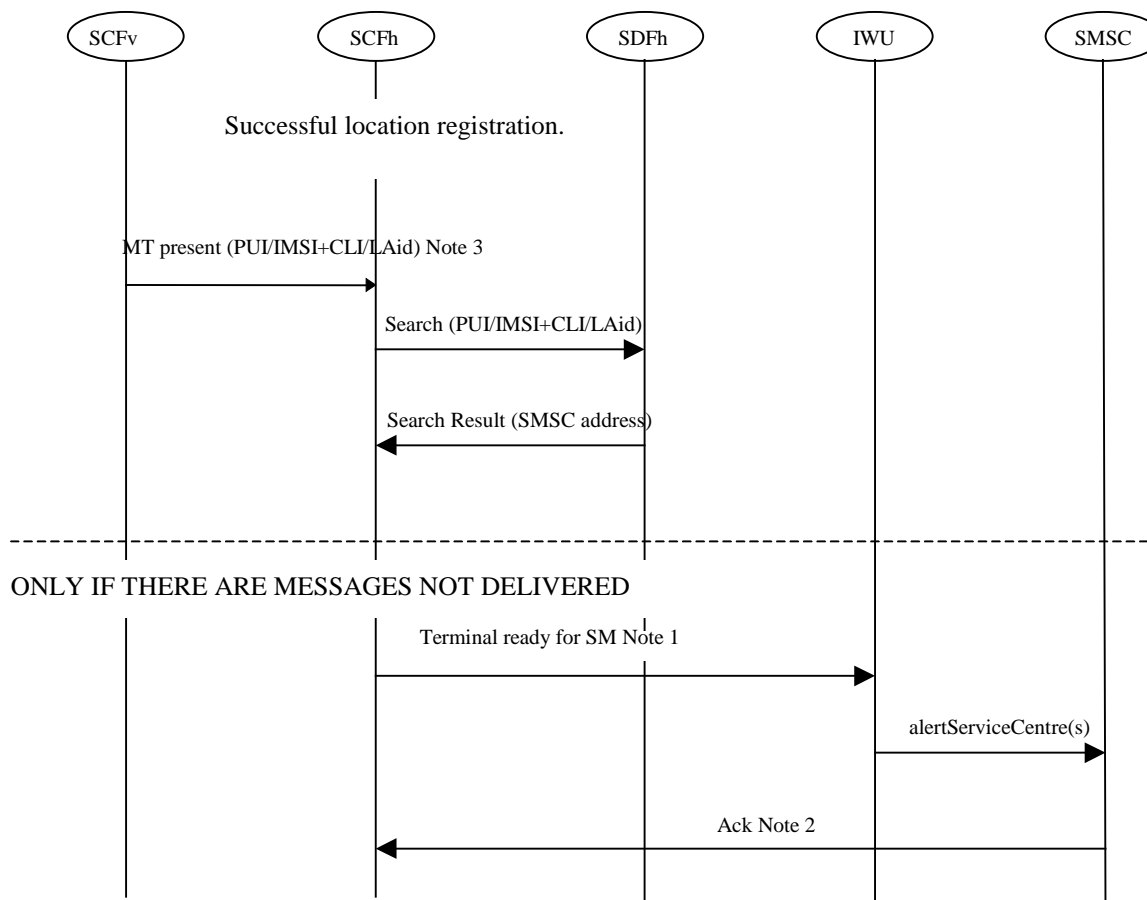 SCFv SCFh SDFh IWU SMSC
Successful location registration.
MT present (PUI/IMSI+CLI/LAid) Note 3
Search (PUI/IMSI+CLI/LAid)
Search Result (SMSC address)
ONLY IF THERE ARE MESSAGES NOT DELIVERED
Terminal ready for SM Note 1
alertServiceCentre(s)
Ack Note 2